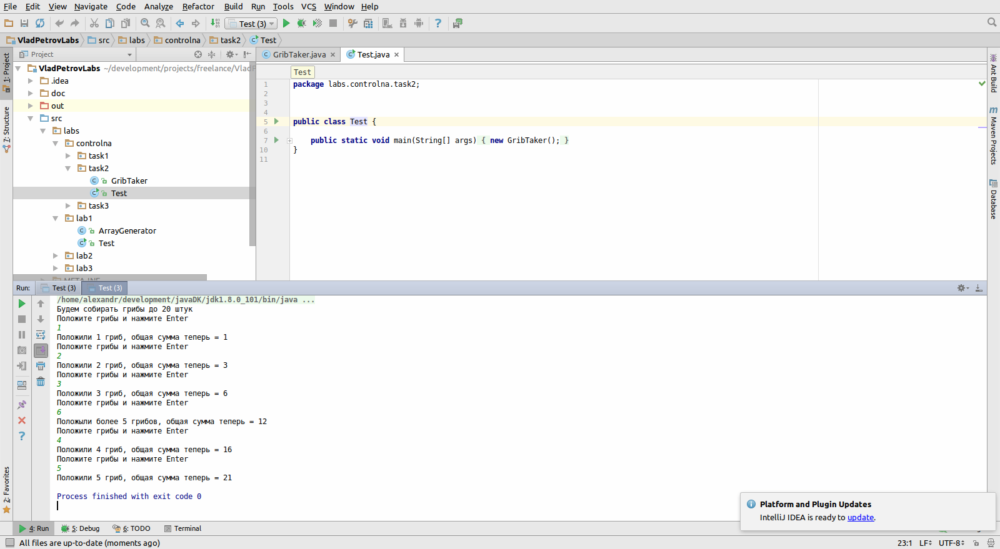 File Edit View Navigate Code Analyze Refactor Build Run Tools VCS Window Help
Test (3)
VladPetrovLabs src labs controlna task2 Test
Project
GribTaker.java Test.java
1: Project
7: Structure
2: Favorites
VladPetrovLabs ~/development/projects/freelance/VladP
.idea
doc
out
src
labs
controlna
task1
task2
GribTaker
Test
task3
lab1
ArrayGenerator
Test
lab2
lab3
META-INF
Test
1 package labs.controlna.task2;
2
3
4
5 public class Test {
6
7 public static void main(String[] args) { new GribTaker(); }
10 }
11
Ant Build
Maven Projects
Database
Run: Test (3) Test (3)
/home/alexandr/development/javaDK/jdk1.8.0_101/bin/java ...
Будем собирать грибы до 20 штук
Положите грибы и нажмите Enter
1
Положили 1 гриб, общая сумма теперь = 1
Положите грибы и нажмите Enter
2
Положили 2 гриб, общая сумма теперь = 3
Положите грибы и нажмите Enter
3
Положили 3 гриб, общая сумма теперь = 6
Положите грибы и нажмите Enter
6
Положыли более 5 грибов, общая сумма теперь = 12
Положите грибы и нажмите Enter
4
Положили 4 гриб, общая сумма теперь = 16
Положите грибы и нажмите Enter
5
Положили 5 гриб, общая сумма теперь = 21
Process finished with exit code 0
Platform and Plugin Updates
IntelliJ IDEA is ready to update.
4: Run 5: Debug 6: TODO Terminal
All files are up-to-date (moments ago)
23:1 LF UTF-8